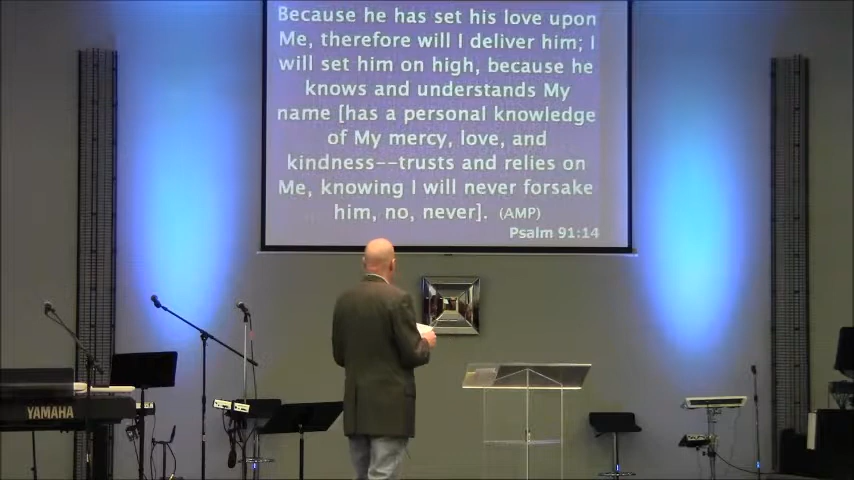 Because he has set his love upon
Me, therefore will I deliver him; I
will set him on high, because he
knows and understands My
name [has a personal knowledge
of My mercy, love, and
kindness--trusts and relies on
Me, knowing I will never forsake
him, no, never]. (AMP)
Psalm 91:14
YAMAHA